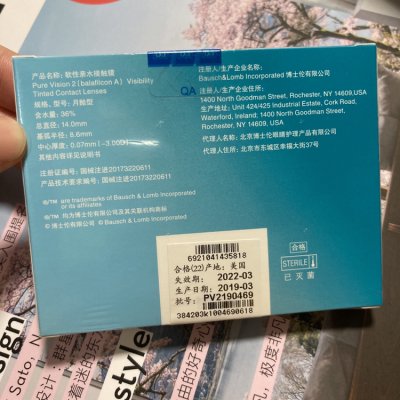 产品名称: 软性亲水接触镜
Pure Vision 2 (balafilcon A) Visibility
Tinted Contact Lenses
规格, 型号: 月抛型
含水量: 36%
总直径: 14.0mm
基弧半径: 8.6mm
中心厚度: 0.07mm (-3.00D)
其他内容详见说明书
注册证编号: 国械注进20173220611
产品技术要求编号: 国械注进20173220611
®/™ are trademarks of Bausch & Lomb Incorporated
or its affiliates
®/™ 均为博士伦公司及其关联机构商标
© 博士伦公司 © Bausch & Lomb Incorporated
QA
注册人/生产企业名称:
Bausch&Lomb Incorporated 博士伦有限公司
注册人/生产企业住所:
1400 North Goodman Street, Rochester, NY, 14609,USA
生产地址: Unit 424/425 Industrial Estate, Cork Road,
Waterford, Ireland; 1400 North Goodman Street,
Rochester, NY 14609, USA
代理人名称: 北京博士伦眼睛护理产品有限公司
代理人住所: 北京市东城区幸福大街37号
6921041435818
合格(22)产地: 美国
失效期: 2022-03
生产日期: 2019-03
批号: PV2190469
384203k1004690618
合格
STERILE
已灭菌
sign
Sato, N
style
由的好奇心
极度非凡